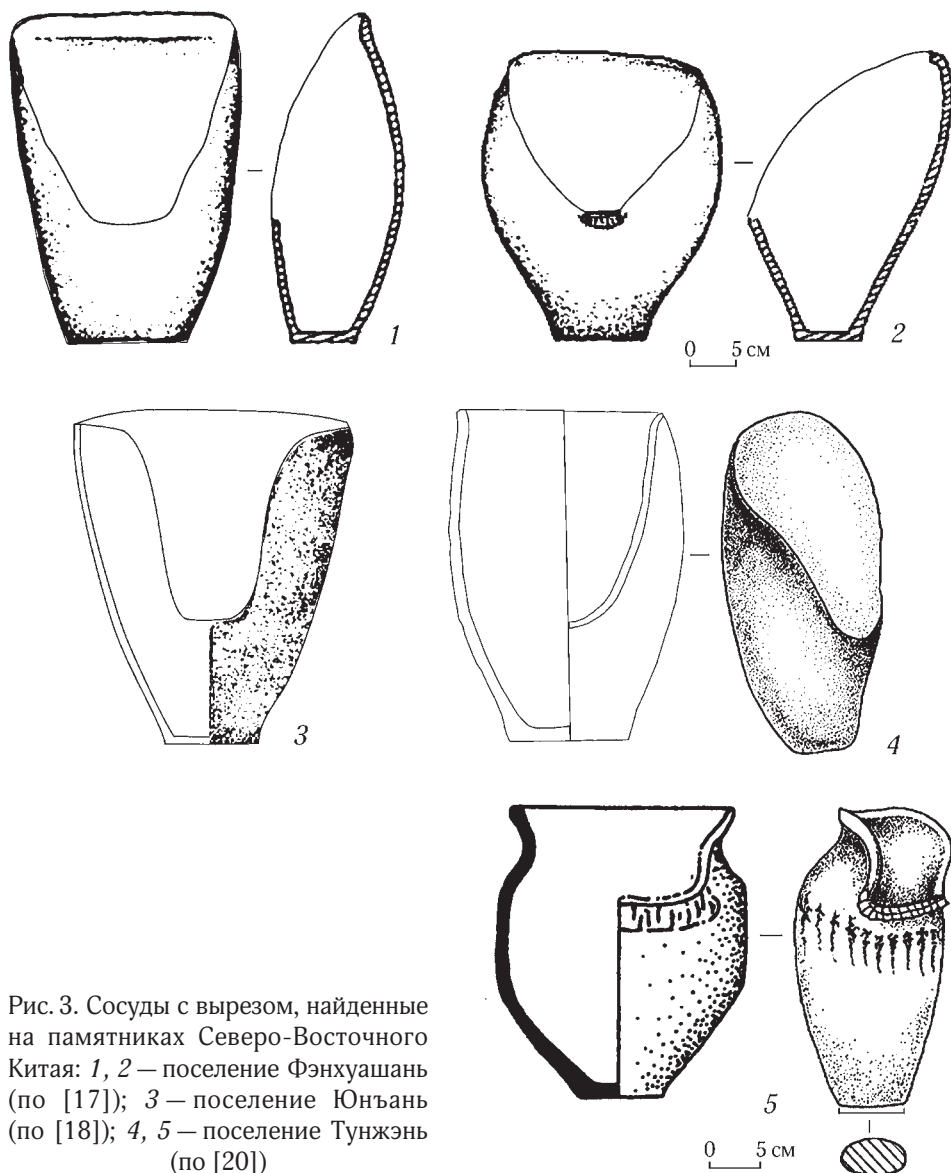 1
2
0 5 см
3
4
5
0 5 см
Рис. 3. Сосуды с вырезом, найденные
на памятниках Северо-Восточного
Китая: 1, 2 — поселение Фэнхуашань
(по [17]); 3 — поселение Юнъань
(по [18]); 4, 5 — поселение Тунжэнь
(по [20])